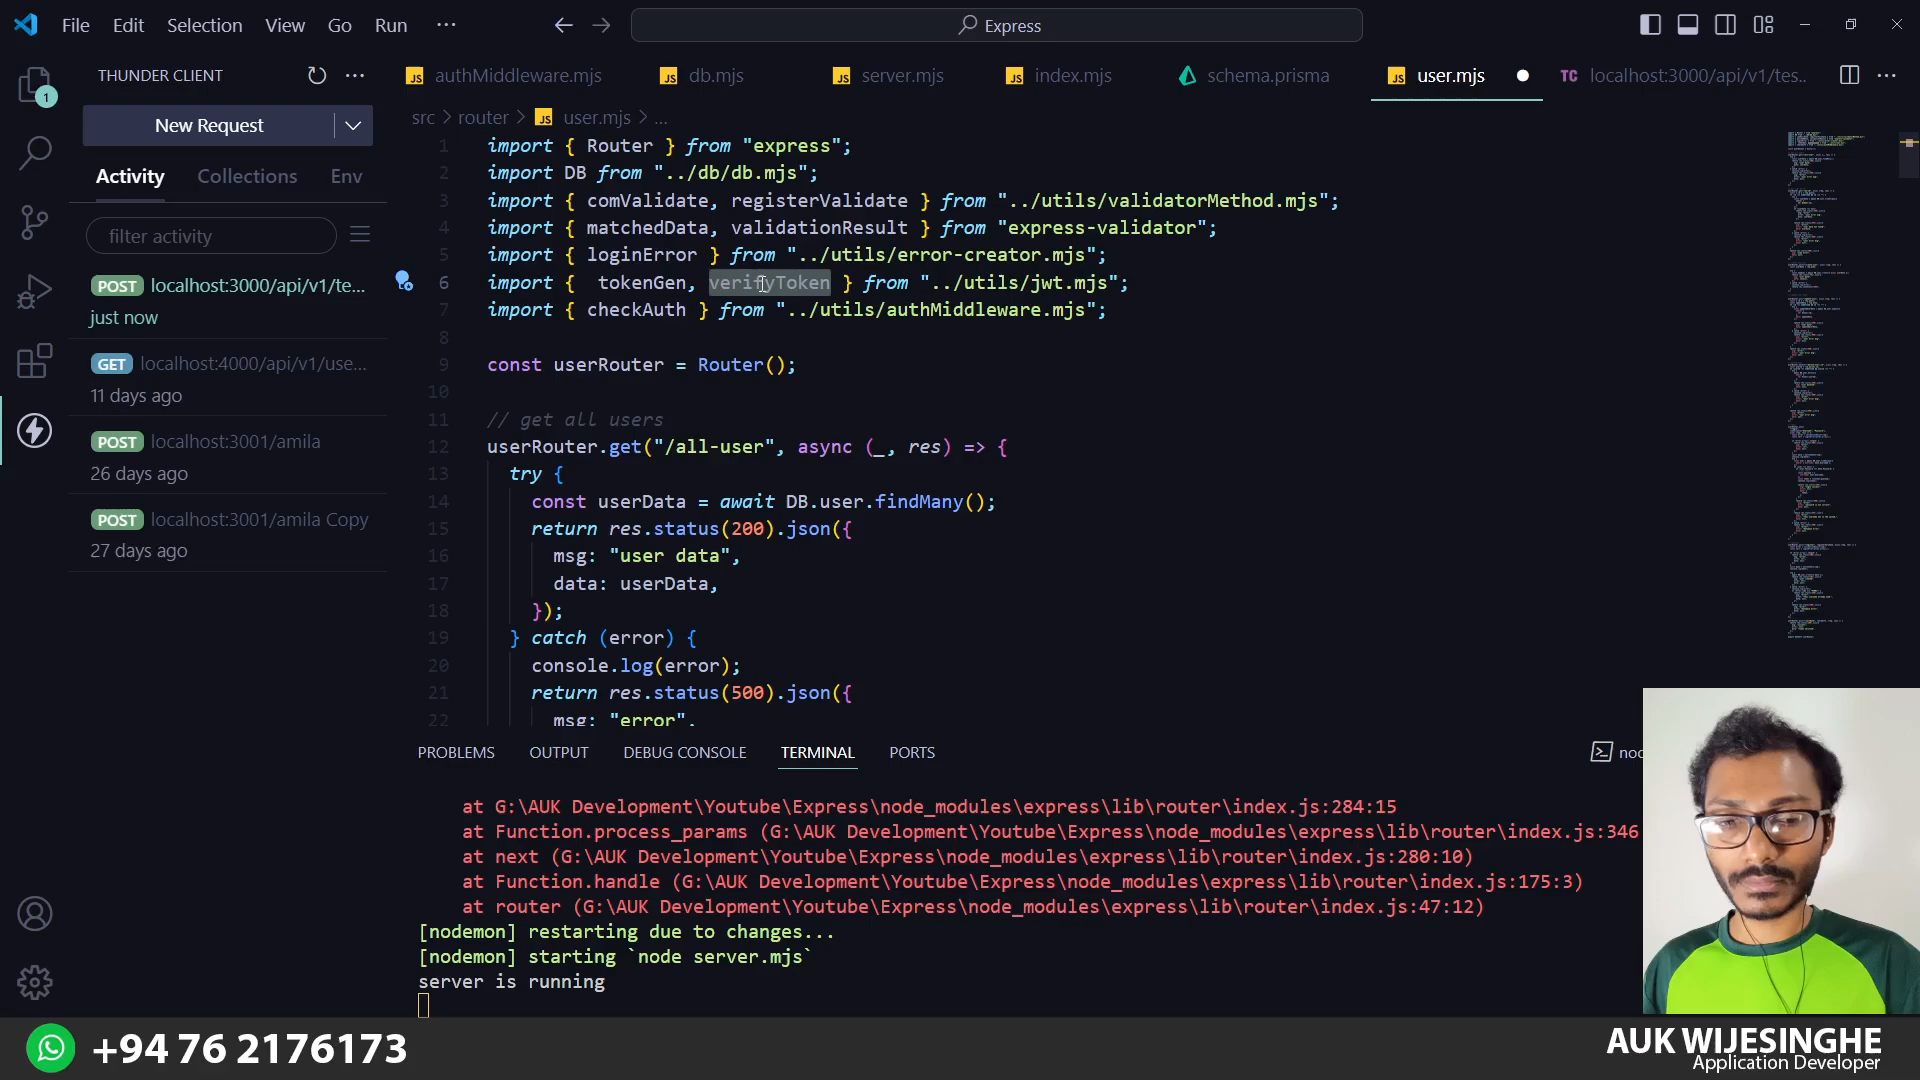 File Edit Selection View Go Run ···
Express
THUNDER CLIENT
New Request
Activity Collections Env
filter activity
POST localhost:3000/api/v1/te...
just now
GET localhost:4000/api/v1/use...
11 days ago
POST localhost:3001/amila
26 days ago
POST localhost:3001/amila Copy
27 days ago
1
JS authMiddleware.mjs JS db.mjs JS server.mjs JS index.mjs schema.prisma JS user.mjs TC localhost:3000/api/v1/tes..
src > router > JS user.mjs > ...
1 import { Router } from "express";
2 import DB from "../db/db.mjs";
3 import { comValidate, registerValidate } from "../utils/validatorMethod.mjs";
4 import { matchedData, validationResult } from "express-validator";
5 import { loginError } from "../utils/error-creator.mjs";
6 import {  tokenGen, verifyToken } from "../utils/jwt.mjs";
7 import { checkAuth } from "../utils/authMiddleware.mjs";
8
9 const userRouter = Router();
10
11 // get all users
12 userRouter.get("/all-user", async (_, res) => {
13 try {
14 const userData = await DB.user.findMany();
15 return res.status(200).json({
16 msg: "user data",
17 data: userData,
18 });
19 } catch (error) {
20 console.log(error);
21 return res.status(500).json({
22 msg: "error",
PROBLEMS OUTPUT DEBUG CONSOLE TERMINAL PORTS
at G:\AUK Development\Youtube\Express\node_modules\express\lib\router\index.js:284:15
at Function.process_params (G:\AUK Development\Youtube\Express\node_modules\express\lib\router\index.js:346
at next (G:\AUK Development\Youtube\Express\node_modules\express\lib\router\index.js:280:10)
at Function.handle (G:\AUK Development\Youtube\Express\node_modules\express\lib\router\index.js:175:3)
at router (G:\AUK Development\Youtube\Express\node_modules\express\lib\router\index.js:47:12)
[nodemon] restarting due to changes...
[nodemon] starting `node server.mjs`
server is running
+94 76 2176173
AUK WIJESINGHE
Application Developer